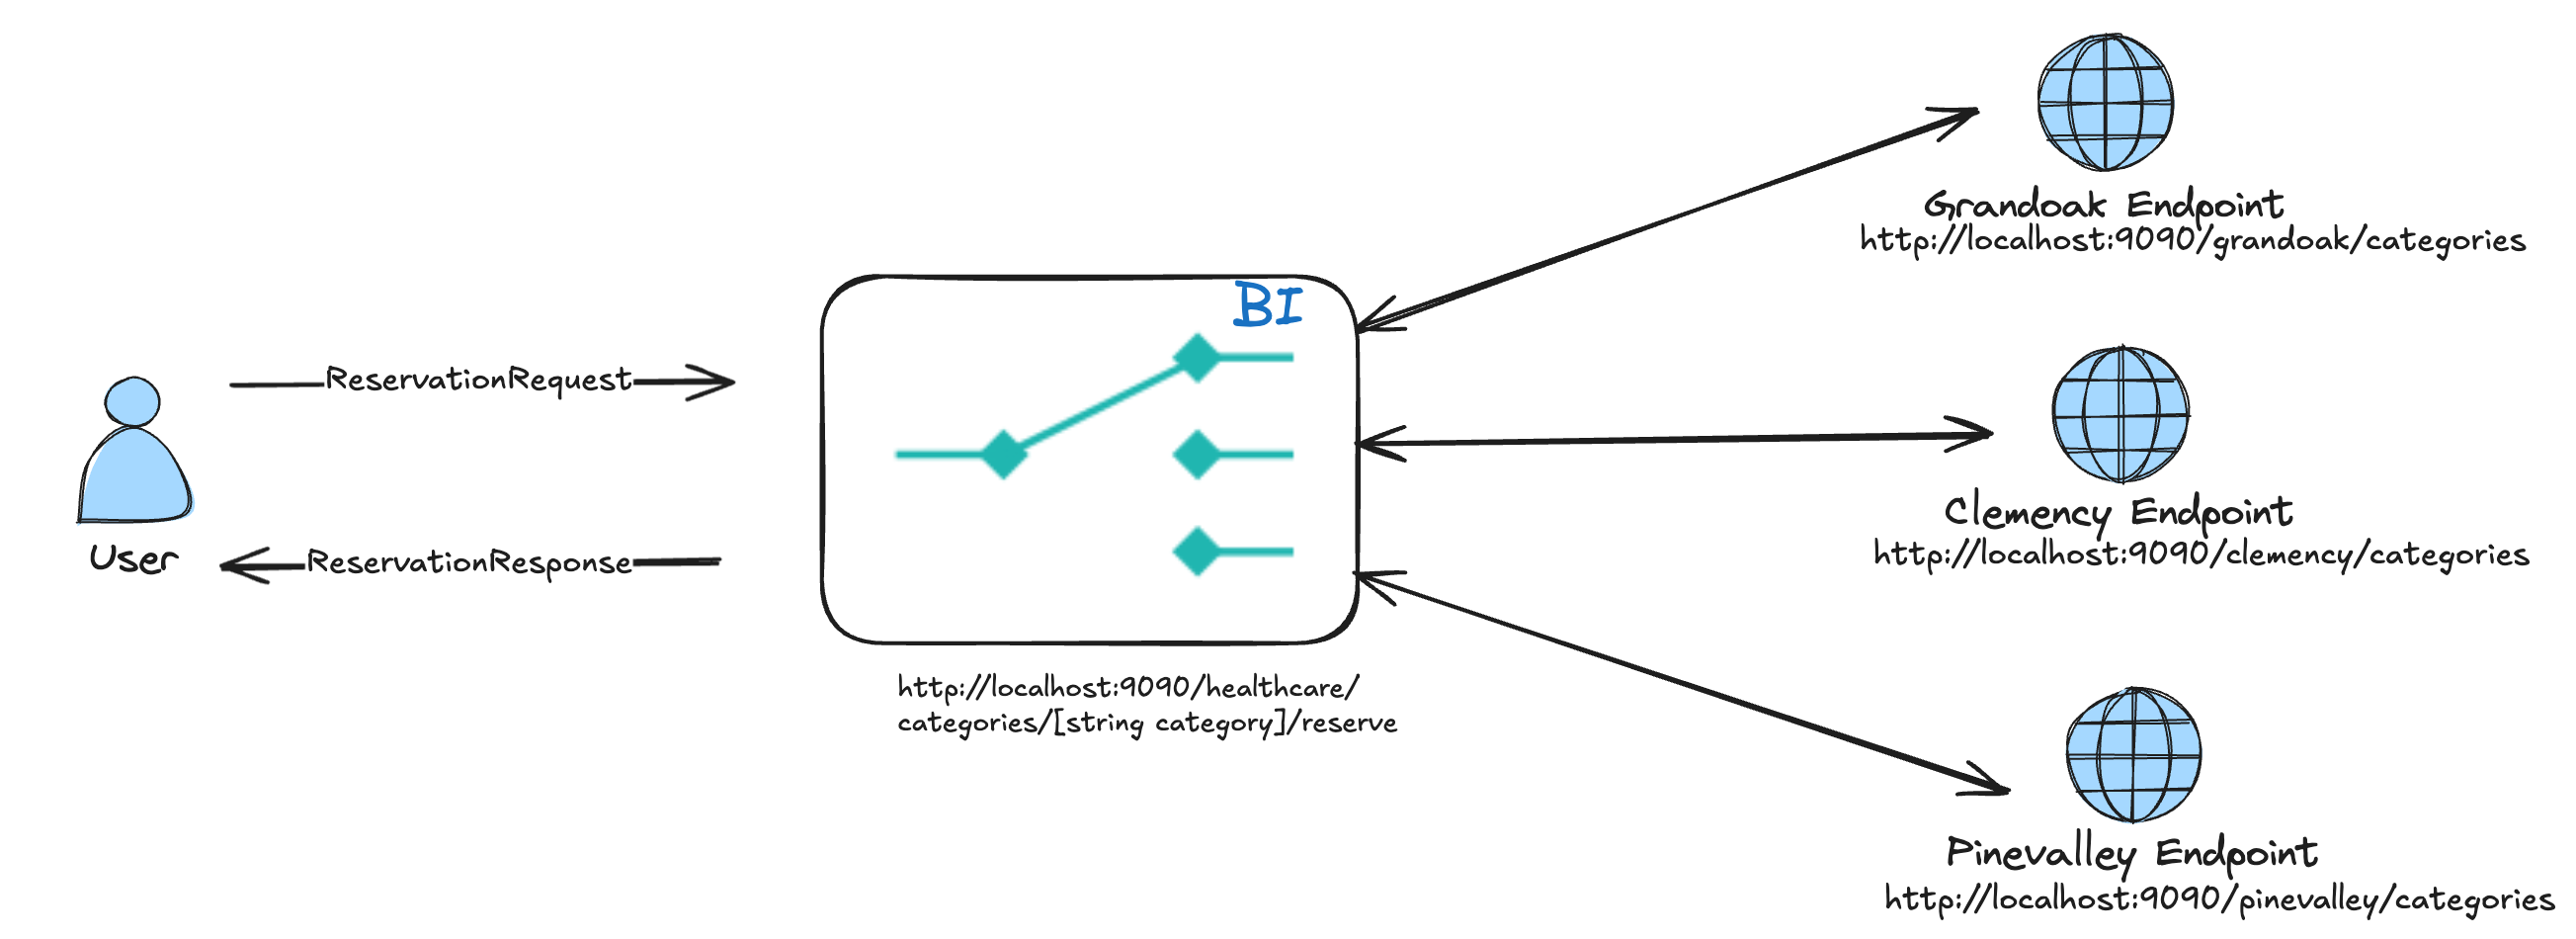 Grandoak Endpoint
http://localhost:9090/grandoak/categories
BI
ReservationRequest
Clemency Endpoint
http://localhost:9090/clemency/categories
User
ReservationResponse
http://localhost:9090/healthcare/
categories/[string category]/reserve
Pinevalley Endpoint
http://localhost:9090/pinevalley/categories